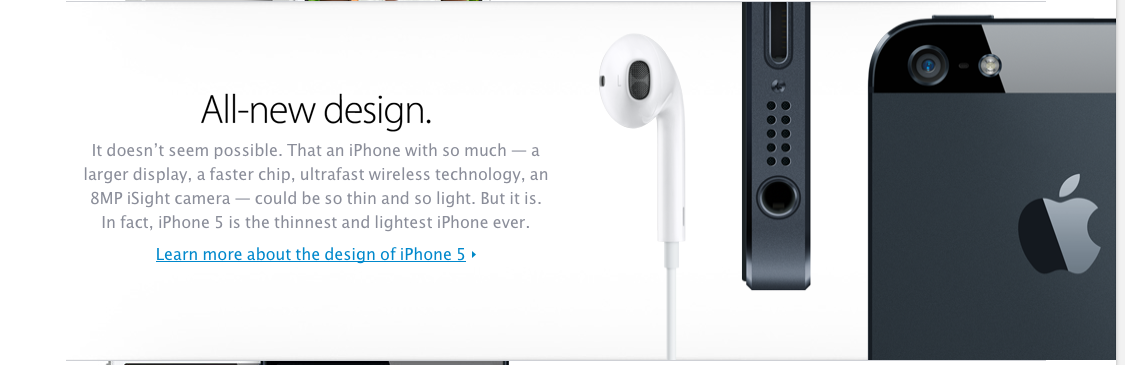 All-new design.
It doesn’t seem possible. That an iPhone with so much — a
larger display, a faster chip, ultrafast wireless technology, an
8MP iSight camera — could be so thin and so light. But it is.
In fact, iPhone 5 is the thinnest and lightest iPhone ever.
Learn more about the design of iPhone 5